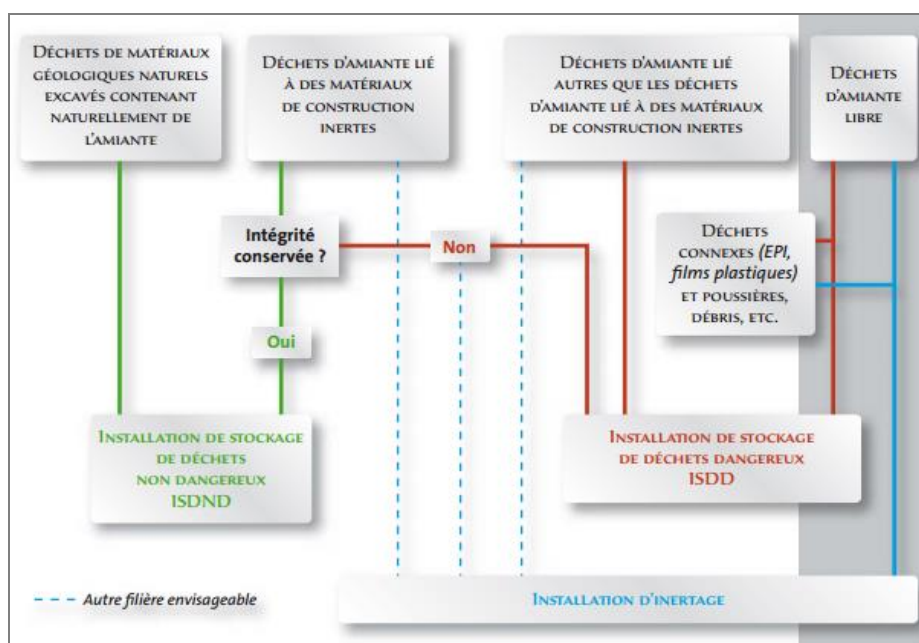 Déchets de matériaux
géologiques naturels
excavés contenant
naturellement de
l'amiante
Déchets d'amiante lié
à des matériaux
de construction
inertes
Déchets d'amiante lié
autres que les déchets
d'amiante lié à des matériaux
de construction inertes
Déchets
d'amiante
libre
Intégrité
conservée ?
Non
Déchets
connexes (EPI,
films plastiques)
et poussières,
débris, etc.
Oui
Installation de stockage
de déchets
non dangereux
ISDND
Installation de stockage
de déchets dangereux
ISDD
Autre filière envisageable
Installation d'inertage